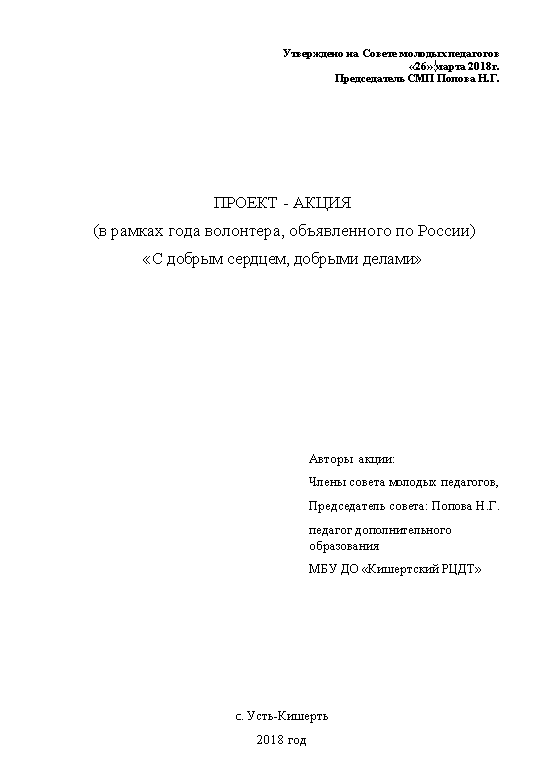 Утверждено на Совете молодых педагогов
«26» марта 2018г.
Председатель СМП Попова Н.Г.
ПРОЕКТ - АКЦИЯ
(в рамках года волонтера, объявленного по России)
«С добрым сердцем, добрыми делами»
Авторы акции:
Члены совета молодых педагогов,
Председатель совета: Попова Н.Г.
педагог дополнительного
образования
МБУ ДО «Кишертский РЦДТ»
с. Усть-Кишерть
2018 год